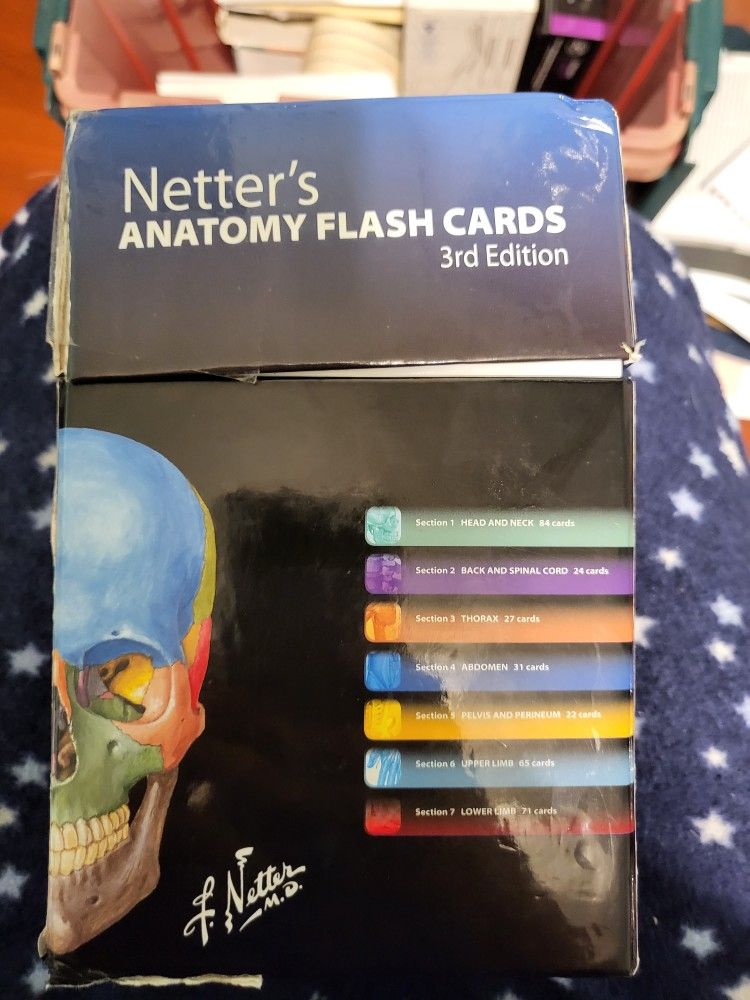 Netter's
ANATOMY FLASH CARDS
3rd Edition
Section 1 HEAD AND NECK 84 cards
Section 2 BACK AND SPINAL CORD 24 cards
Section 3 THORAX 27 cards
Section 4 ABDOMEN 31 cards
Section 5 PELVIS AND PERINEUM 22 cards
Section 6 UPPER LIMB 65 cards
Section 7 LOWER LIMB 71 cards
F. Netter
M.D.